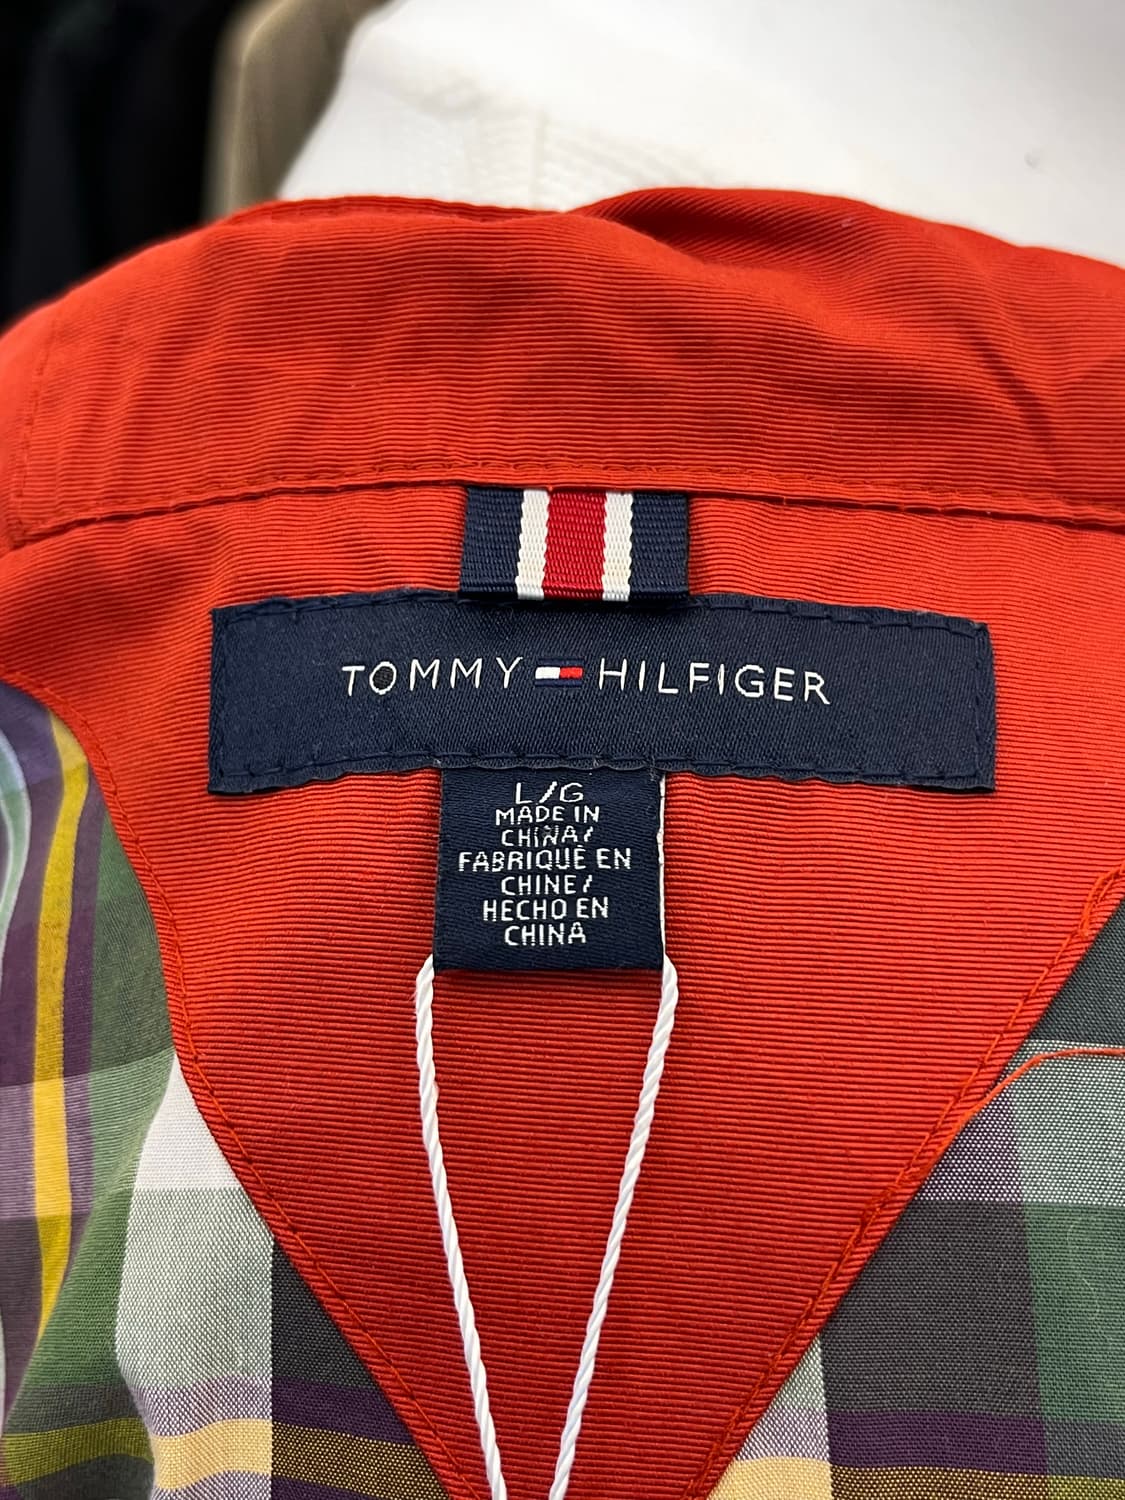 TOMMY HILFIGER
L/G
MADE IN
CHINA/
FABRIQUÉ EN
CHINE/
HECHO EN
CHINA